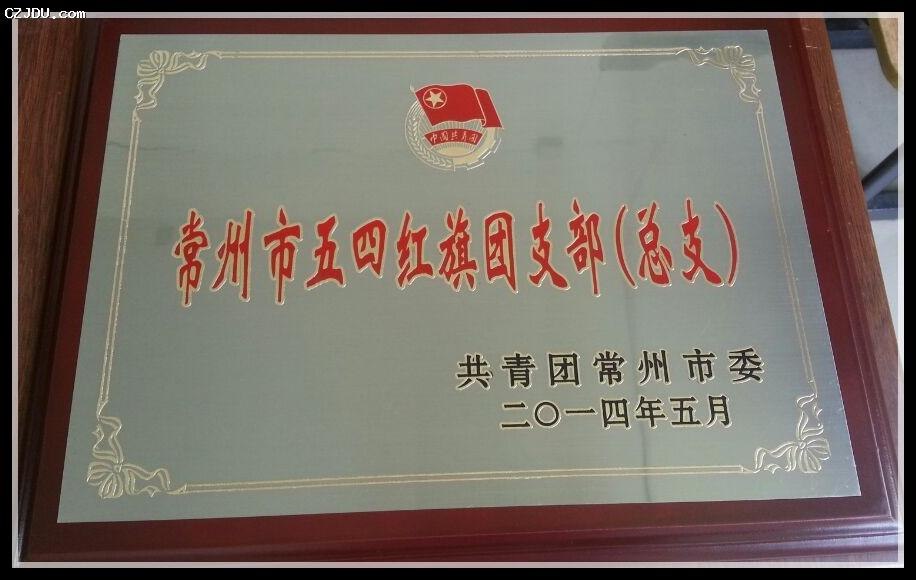 CZJDU.com
中国共青团
常州市五四红旗团支部(总支)
共青团常州市委
二〇一四年五月